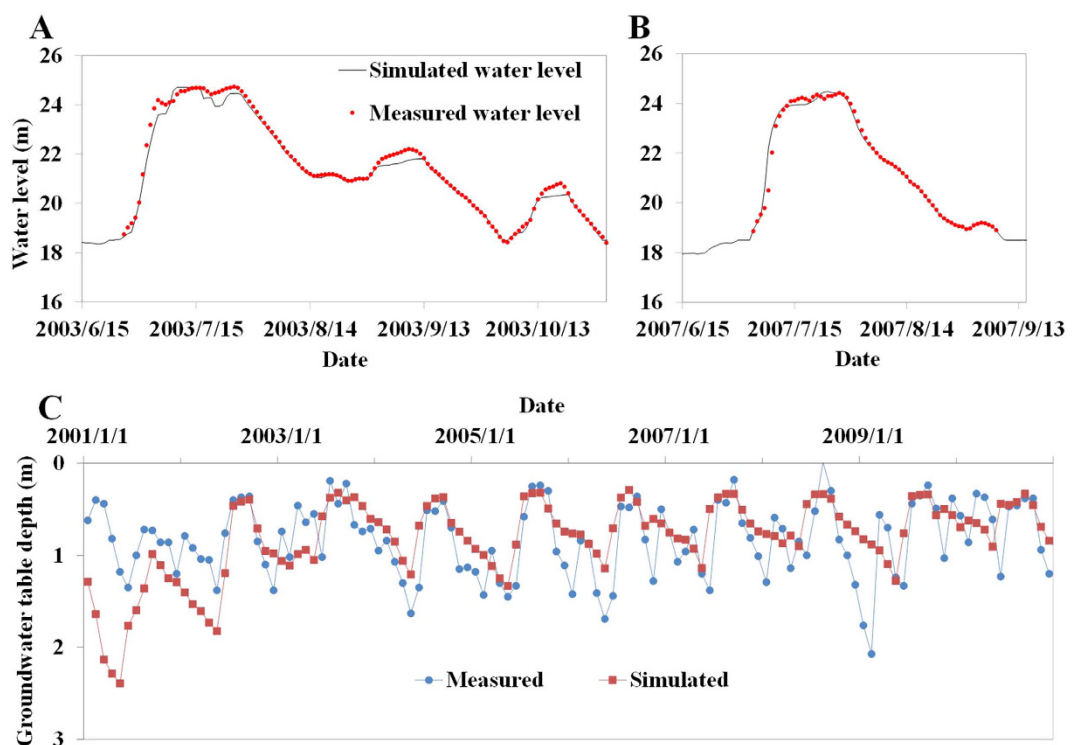 A
B
Water level (m)
26
24
22
20
18
16
Simulated water level
Measured water level
2003/6/15
2003/7/15
2003/8/14
2003/9/13
2003/10/13
Date
26
24
22
20
18
16
2007/6/15
2007/7/15
2007/8/14
2007/9/13
Date
C
Date
2001/1/1
2003/1/1
2005/1/1
2007/1/1
2009/1/1
Groundwater table depth (m)
0
1
2
3
Measured
Simulated